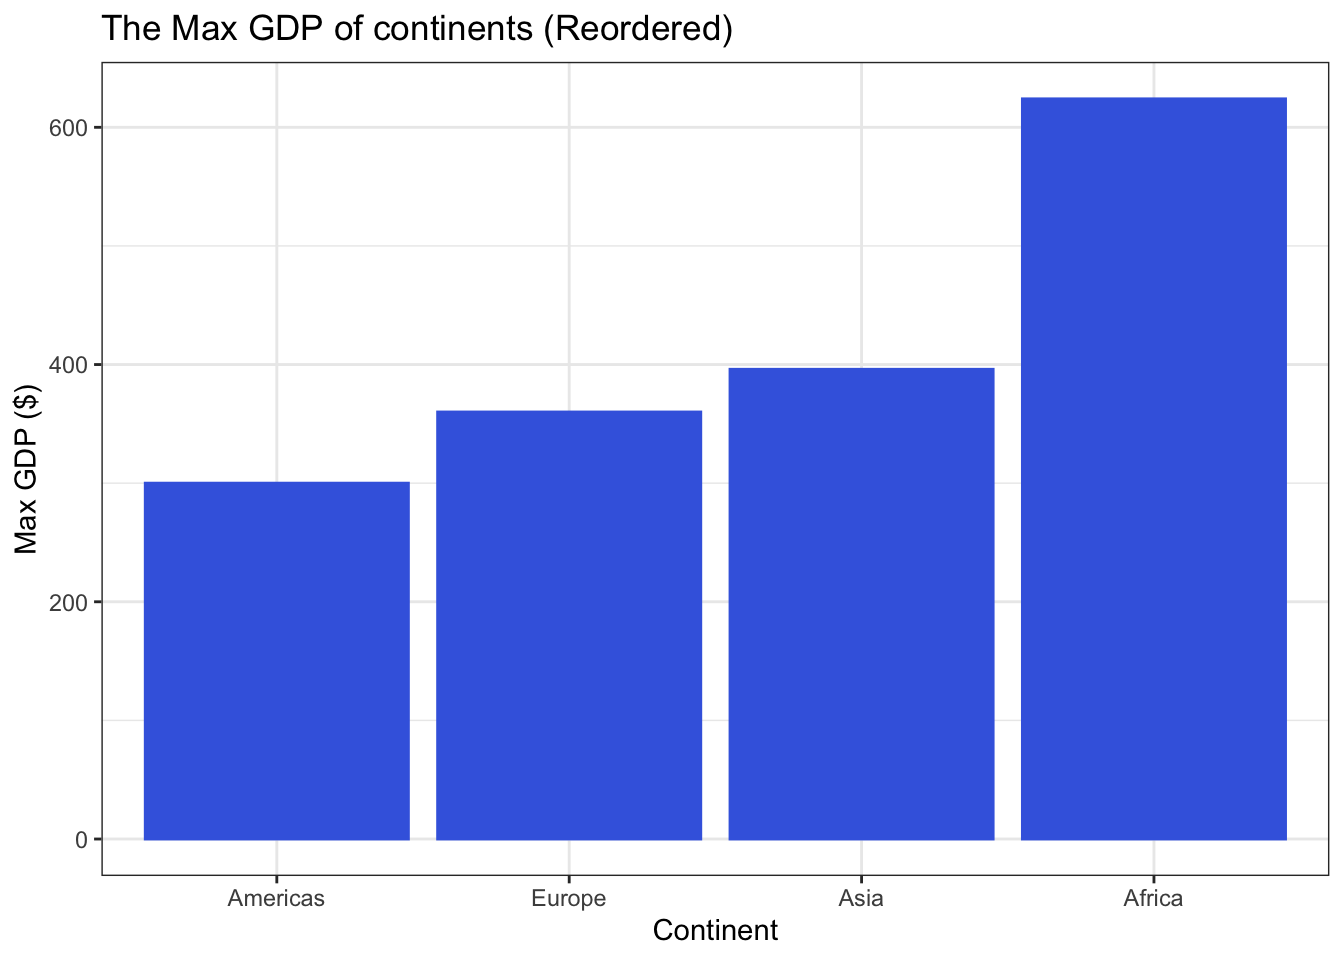 The Max GDP of continents (Reordered)
Max GDP ($)
600
400
200
0
Americas Europe Asia Africa
Continent